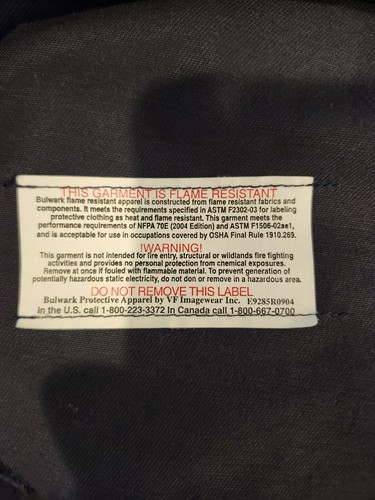 THIS GARMENT IS FLAME RESISTANT
Bulwark flame resistant apparel is constructed from flame resistant fabrics and
components. It meets the requirements specified in ASTM F2302-03 for labeling
protective clothing as heat and flame resistant. This garment meets the
performance requirements of NFPA 70E (2004 Edition) and ASTM F1506-02ae1,
and is acceptable for use in occupations covered by OSHA Final Rule 1910.269.
!WARNING!
This garment is not intended for fire entry, structural or wildlands fire fighting
activities and provides no personal protection from chemical exposures.
Remove at once if fouled with flammable material. To prevent generation of
potentially hazardous static electricity, do not don or remove in a hazardous area.
DO NOT REMOVE THIS LABEL
Bulwark Protective Apparel by VF Imagewear Inc. E9285R0904
In the U.S. call 1-800-223-3372 In Canada call 1-800-667-0700